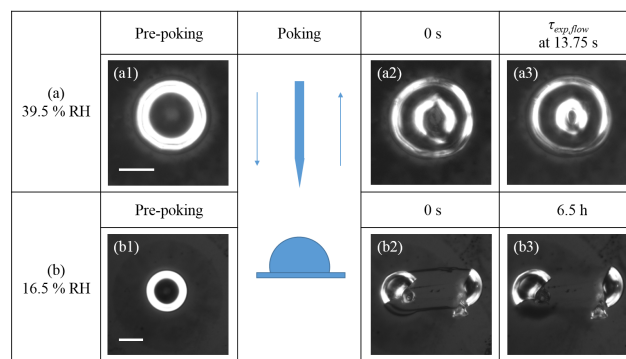 Pre-poking Poking 0 s τexp,flow
at 13.75 s
(a)
39.5 % RH
(a1) (a2) (a3)
Pre-poking 0 s 6.5 h
(b)
16.5 % RH
(b1) (b2) (b3)